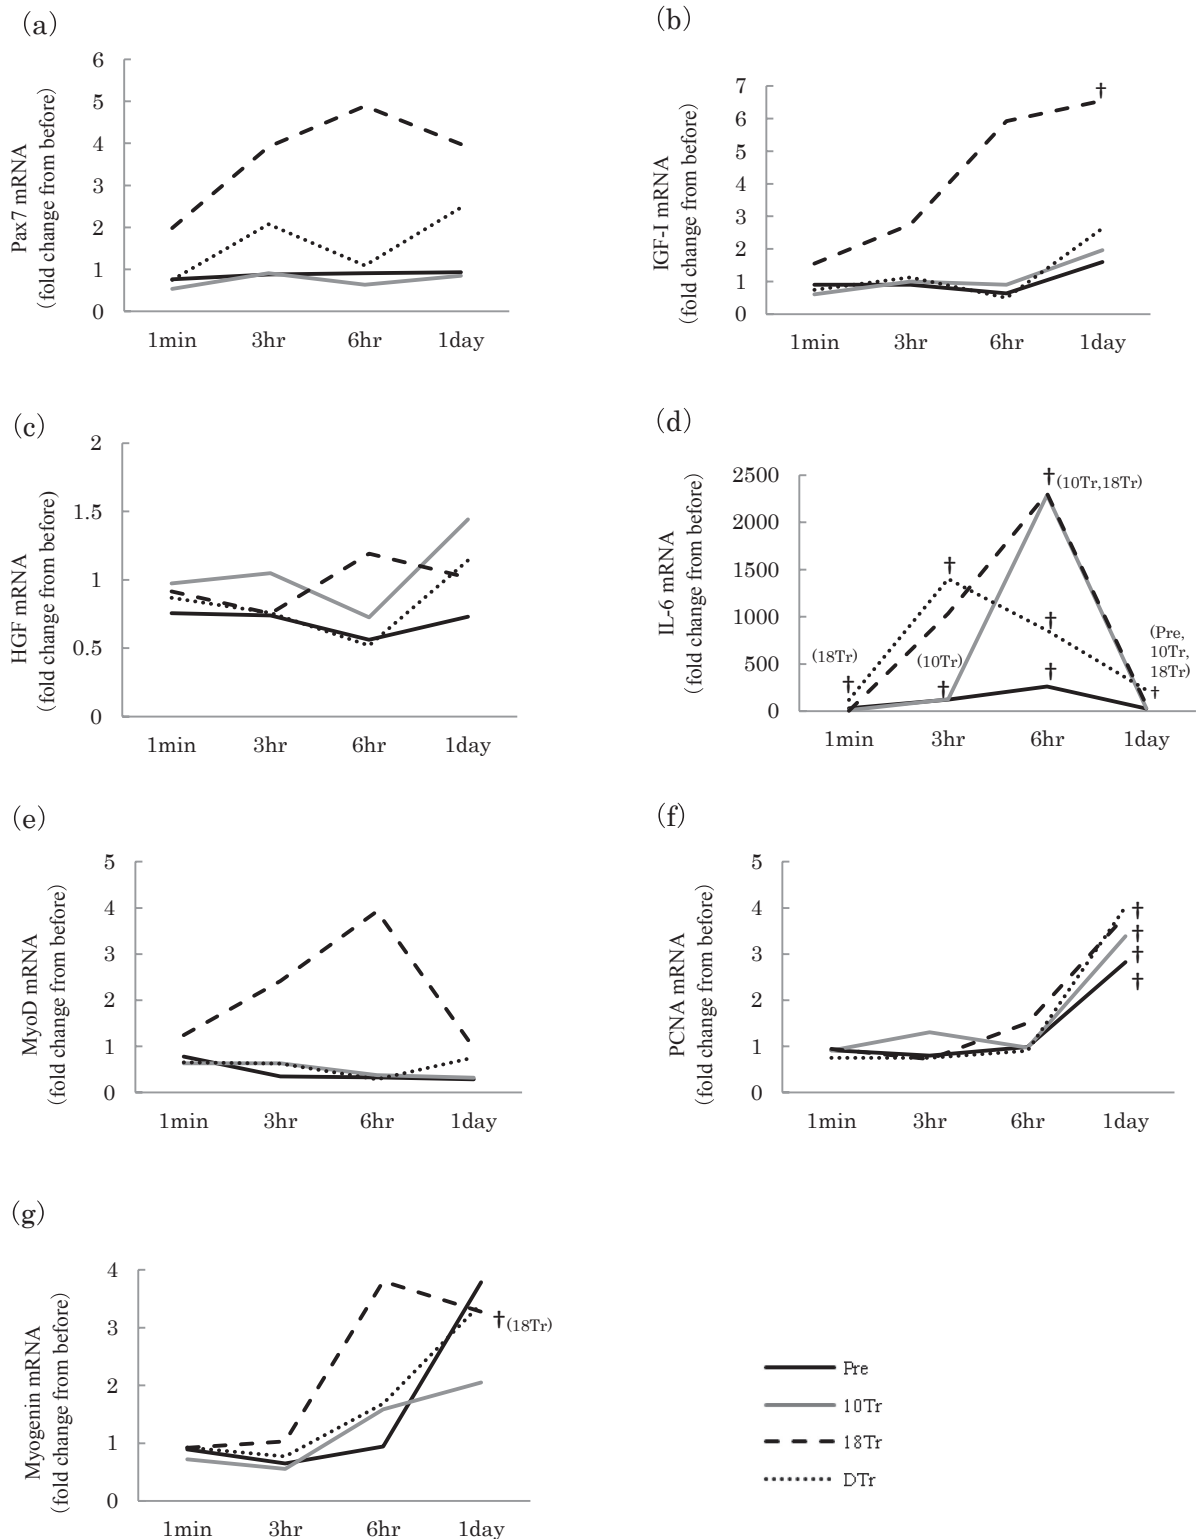 (a)
Pax7 mRNA
(fold change from before)
6
5
4
3
2
1
0
1min 3hr 6hr 1day
(b)
IGF-I mRNA
(fold change from before)
7
6
5
4
3
2
1
0
†
1min 3hr 6hr 1day
(c)
HGF mRNA
(fold change from before)
2
1.5
1
0.5
0
1min 3hr 6hr 1day
(d)
IL-6 mRNA
(fold change from before)
2500
2000
1500
1000
500
0
† (10Tr,18Tr)
†
†
(18Tr)
†
(10Tr)
†
†
(Pre,
10Tr,
18Tr)
†
1min 3hr 6hr 1day
(e)
MyoD mRNA
(fold change from before)
5
4
3
2
1
0
1min 3hr 6hr 1day
(f)
PCNA mRNA
(fold change from before)
5
4
3
2
1
0
†
†
†
†
1min 3hr 6hr 1day
(g)
Myogenin mRNA
(fold change from before)
4
3
2
1
0
† (18Tr)
1min 3hr 6hr 1day
Pre
10Tr
18Tr
DTr